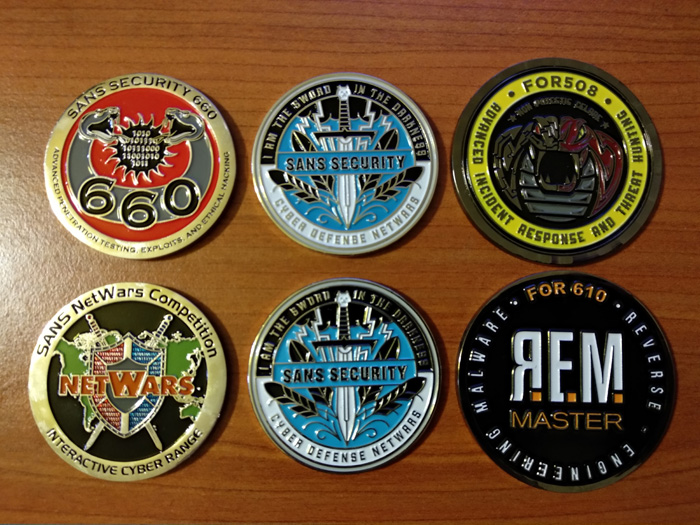 SANS SECURITY 660
1010
10101110
10111000
11001010
1011
660
ADVANCED PENETRATION TESTING, EXPLOITS, AND ETHICAL HACKING
I AM THE SWORD IN THE DARKNESS
SANS SECURITY
CYBER DEFENSE NETWARS
FOR508
ADVANCED INCIDENT RESPONSE AND THREAT HUNTING
SANS NetWars Competition
NETWARS
INTERACTIVE CYBER RANGE
I AM THE SWORD IN THE DARKNESS
SANS SECURITY
CYBER DEFENSE NETWARS
FOR 610
REVERSE - ENGINEERING MALWARE
R.E.M.
MASTER